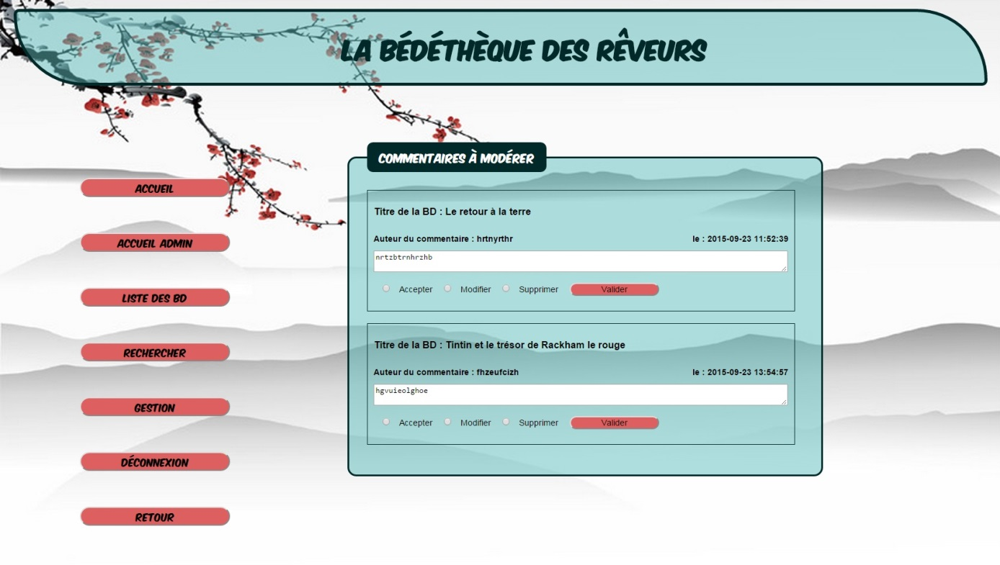 LA BÉDÉTHÈQUE DES RÊVEURS
ACCUEIL
ACCUEIL ADMIN
LISTE DES BD
RECHERCHER
GESTION
DÉCONNEXION
RETOUR
COMMENTAIRES À MODÉRER
Titre de la BD : Le retour à la terre
Auteur du commentaire : hrtnyrthr le : 2015-09-23 11:52:39
nrtzbtrnhrzhb
Accepter Modifier Supprimer Valider
Titre de la BD : Tintin et le trésor de Rackham le rouge
Auteur du commentaire : fhzeufcizh le : 2015-09-23 13:54:57
hgvuieolghoe
Accepter Modifier Supprimer Valider